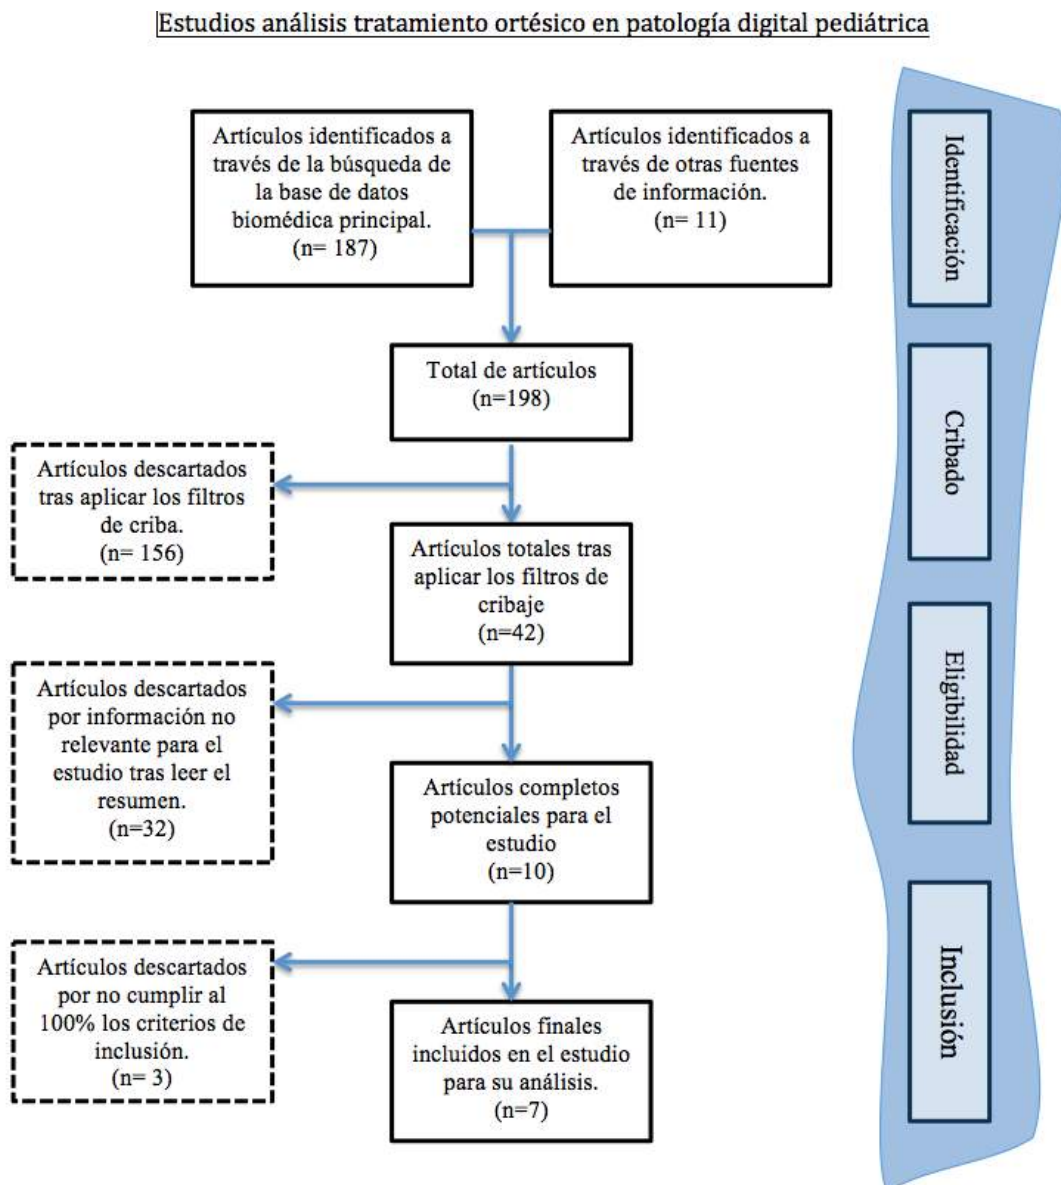 Estudios análisis tratamiento ortésico en patología digital pediátrica
Artículos identificados a
través de la búsqueda de
la base de datos
biomédica principal.
(n= 187)
Artículos identificados a
través de otras fuentes
de información.
(n= 11)
Identificación
Total de artículos
(n=198)
Cribado
Artículos descartados
tras aplicar los filtros
de criba.
(n= 156)
Artículos totales tras
aplicar los filtros de
cribaje
(n=42)
Eligibilidad
Artículos descartados
por información no
relevante para el
estudio tras leer el
resumen.
(n=32)
Artículos completos
potenciales para el
estudio
(n=10)
Inclusión
Artículos descartados
por no cumplir al
100% los criterios de
inclusión.
(n= 3)
Artículos finales
incluidos en el estudio
para su análisis.
(n=7)